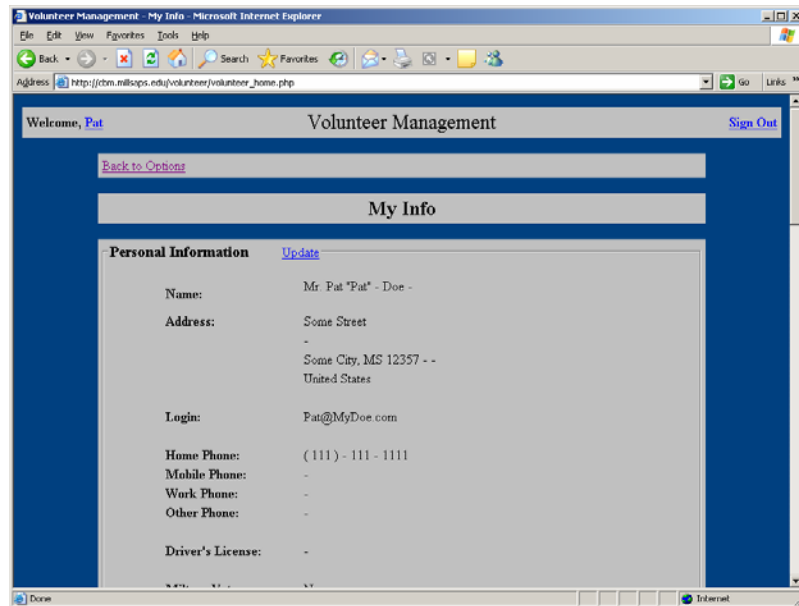 Volunteer Management - My Info - Microsoft Internet Explorer
File Edit View Favorites Tools Help
Back Search Favorites
Address http://cbm.millsaps.edu/volunteer/volunteer_home.php Go Links »
Welcome, Pat Volunteer Management Sign Out
Back to Options
My Info
Personal Information Update
Name: Mr. Pat "Pat" - Doe -
Address: Some Street
-
Some City, MS 12357 - -
United States
Login: Pat@MyDoe.com
Home Phone: ( 111 ) - 111 - 1111
Mobile Phone: -
Work Phone: -
Other Phone: -
Driver's License: -
Done Internet